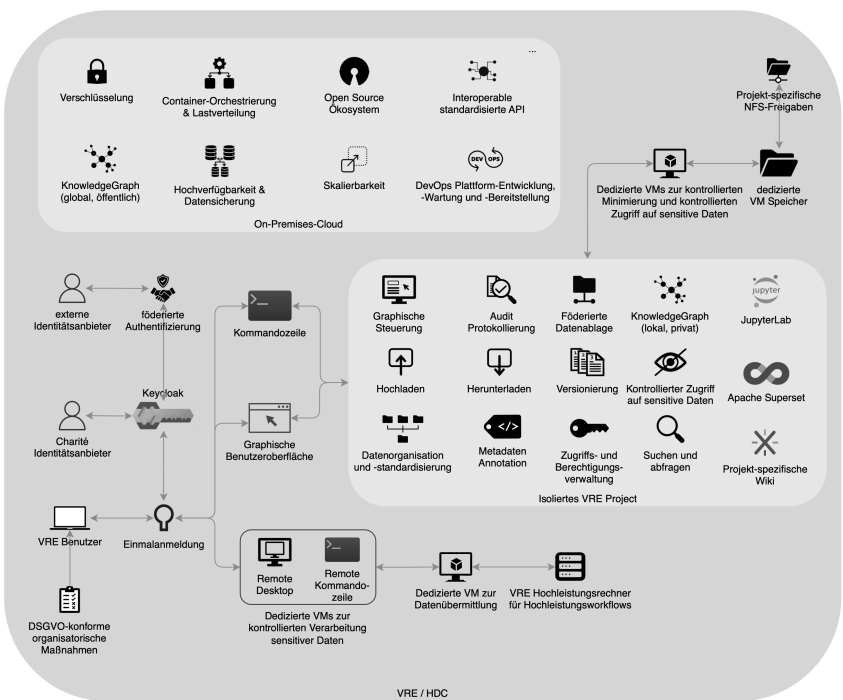 ...
Verschlüsselung
Container-Orchestrierung
& Lastverteilung
Open Source
Ökosystem
Interoperable
standardisierte API
KnowledgeGraph
(global, öffentlich)
Hochverfügbarkeit &
Datensicherung
Skalierbarkeit
DEV OPS
DevOps Plattform-Entwicklung,
-Wartung und -Bereitstellung
On-Premises-Cloud
Projekt-spezifische
NFS-Freigaben
Dedizierte VMs zur kontrollierten
Minimierung und kontrollierten
Zugriff auf sensitive Daten
dedizierte
VM Speicher
externe
Identitätsanbieter
föderierte
Authentifizierung
Kommandozeile
Keycloak
Charité
Identitätsanbieter
Graphische
Benutzeroberfläche
Graphische
Steuerung
Audit
Protokollierung
Föderierte
Datenablage
KnowledgeGraph
(lokal, privat)
jupyter
JupyterLab
Hochladen
Herunterladen
1 2 3
Versionierung
Kontrollierter Zugriff
auf sensitive Daten
Apache Superset
Datenorganisation
und -standardisierung
</>
Metadaten
Annotation
Zugriffs- und
Berechtigungs-
verwaltung
Suchen und
abfragen
Projekt-spezifische
Wiki
Isoliertes VRE Project
VRE Benutzer
Einmalanmeldung
Remote
Desktop
Remote
Kommando-
zeile
Dedizierte VMs zur
kontrollierten Verarbeitung
sensitiver Daten
Dedizierte VM zur
Datenübermittlung
VRE Hochleistungsrechner
für Hochleistungsworkflows
DSGVO-konforme
organisatorische
Maßnahmen
VRE / HDC